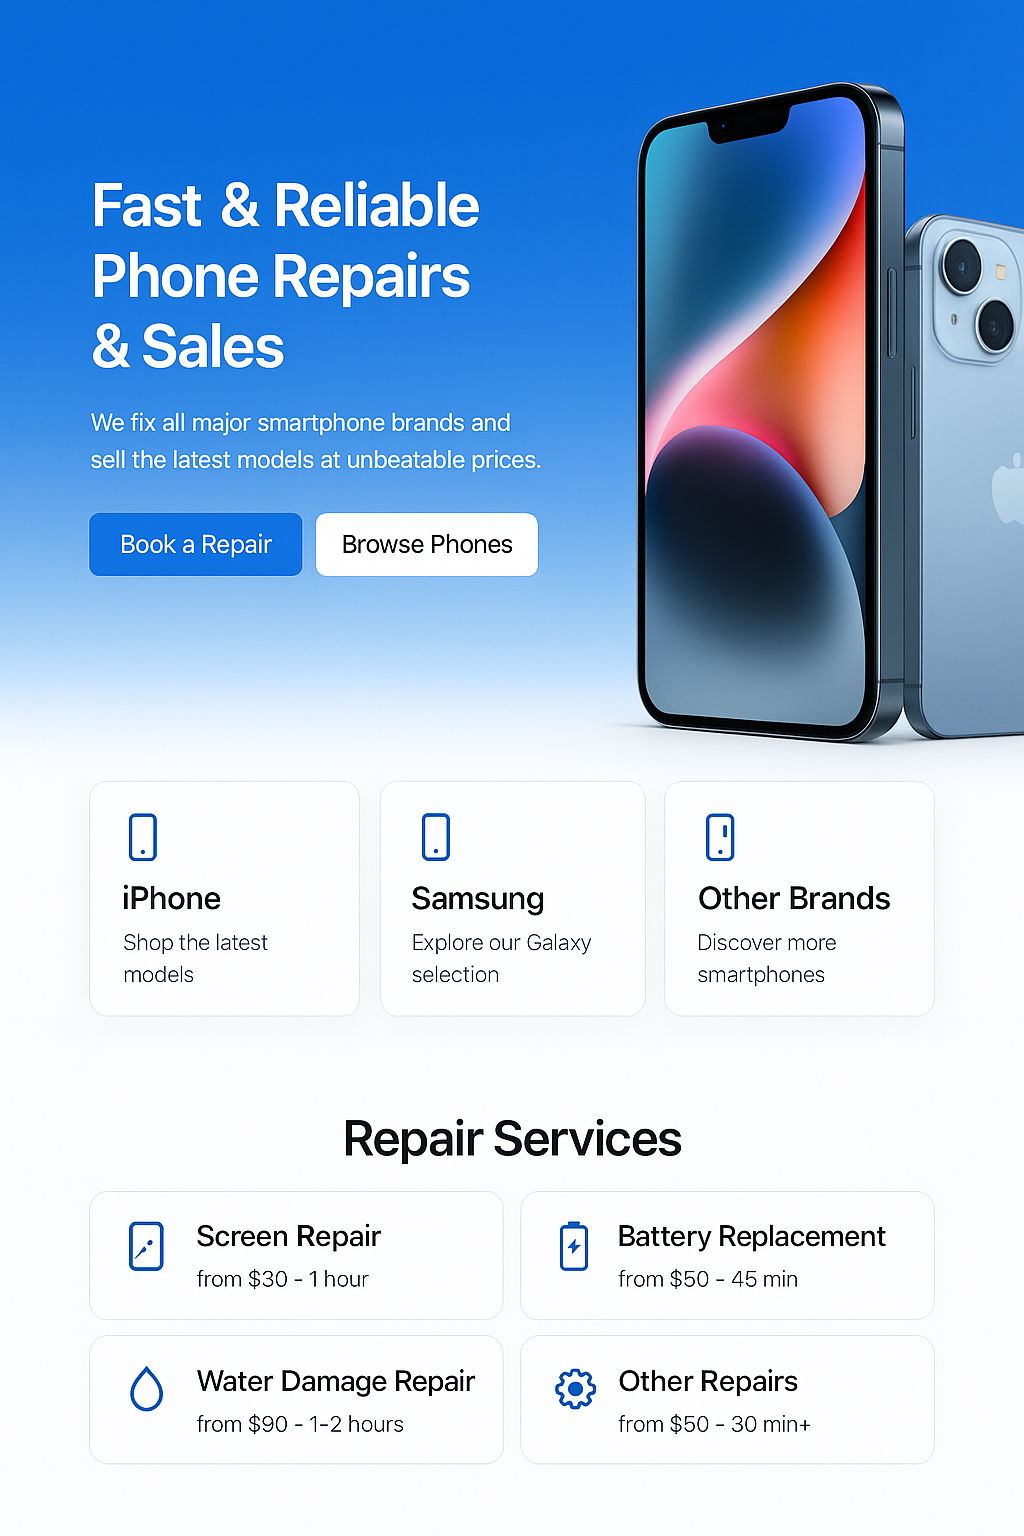 Fast & Reliable
Phone Repairs
& Sales
We fix all major smartphone brands and
sell the latest models at unbeatable prices.
Book a Repair
Browse Phones
iPhone
Shop the latest
models
Samsung
Explore our Galaxy
selection
Other Brands
Discover more
smartphones
Repair Services
Screen Repair
from $30 - 1 hour
Battery Replacement
from $50 - 45 min
Water Damage Repair
from $90 - 1-2 hours
Other Repairs
from $50 - 30 min+